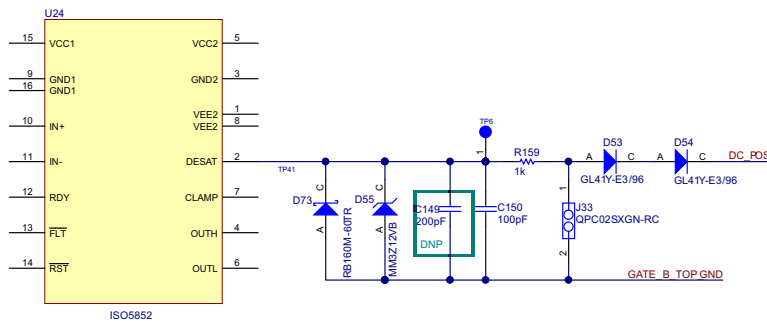 U24
15 VCC1 VCC2 5
9 GND1 GND2 3
16 GND1
VEE2 1
10 IN+ VEE2 8
11 IN- DESAT 2
12 RDY CLAMP 7
13 FLT OUTH 4
14 RST OUTL 6
ISO5852
TP41
TP6
1
R159
1k
D53
A C
GL41Y-E3/96
D54
A C
GL41Y-E3/96
DC_POS
C
D73
A
RB160M-60TR
C
D55
A
MM3Z12VB
C149
200pF
DNP
C150
100pF
1
J33
QPC02SXGN-RC
2
GATE_B_TOP_GND